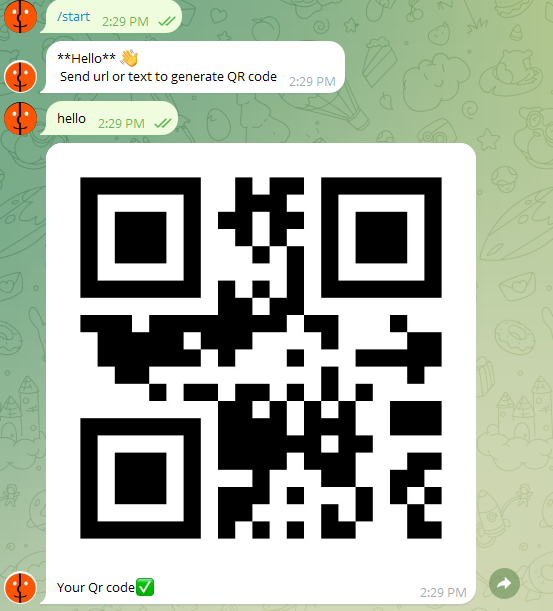 /start
2:29 PM
**Hello** 👋
Send url or text to generate QR code 2:29 PM
hello 2:29 PM
Your Qr code✅
2:29 PM